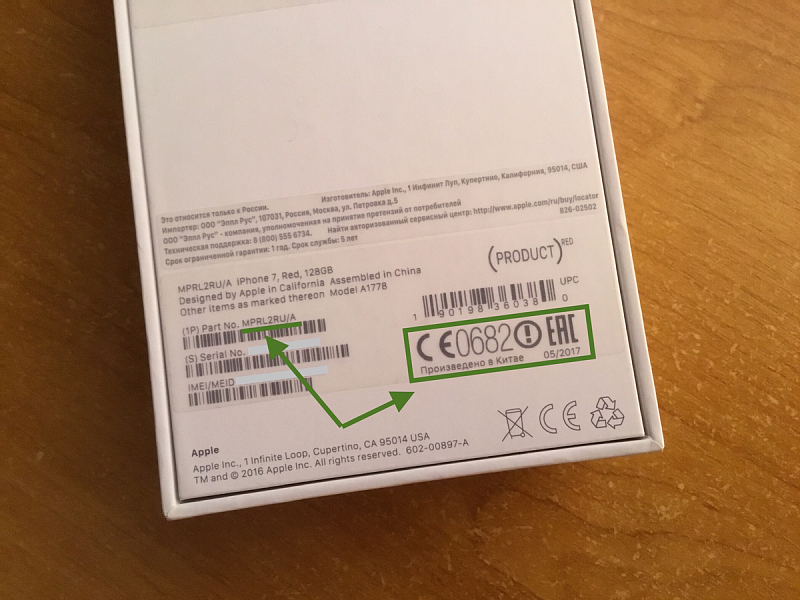 Это относится только к России. Изготовитель: Apple Inc., 1 Инфинит Луп, Купертино, Калифорния, 95014, США
Импортер: ООО "Эппл Рус", 107031, Россия, Москва, ул. Петровка д.5
ООО "Эппл Рус" - компания, уполномоченная на принятие претензий от потребителей
Техническая поддержка: 8 (800) 555 6734. Найти авторизованный сервисный центр: http://www.apple.com/ru/buy/locator
Срок ограниченной гарантии: 1 год. Срок службы: 5 лет 826-02502
MPRL2RU/A iPhone 7, Red, 128GB
Designed by Apple in California Assembled in China
Other items as marked thereon Model A1778
(PRODUCT)RED
(1P) Part No. MPRL2RU/A
(S) Serial No.
IMEI/MEID
UPC
1 90198 36038 0
CE0682 EAC
Произведено в Китае 05/2017
CE
Apple
Apple Inc., 1 Infinite Loop, Cupertino, CA 95014 USA
TM and © 2016 Apple Inc. All rights reserved. 602-00897-A